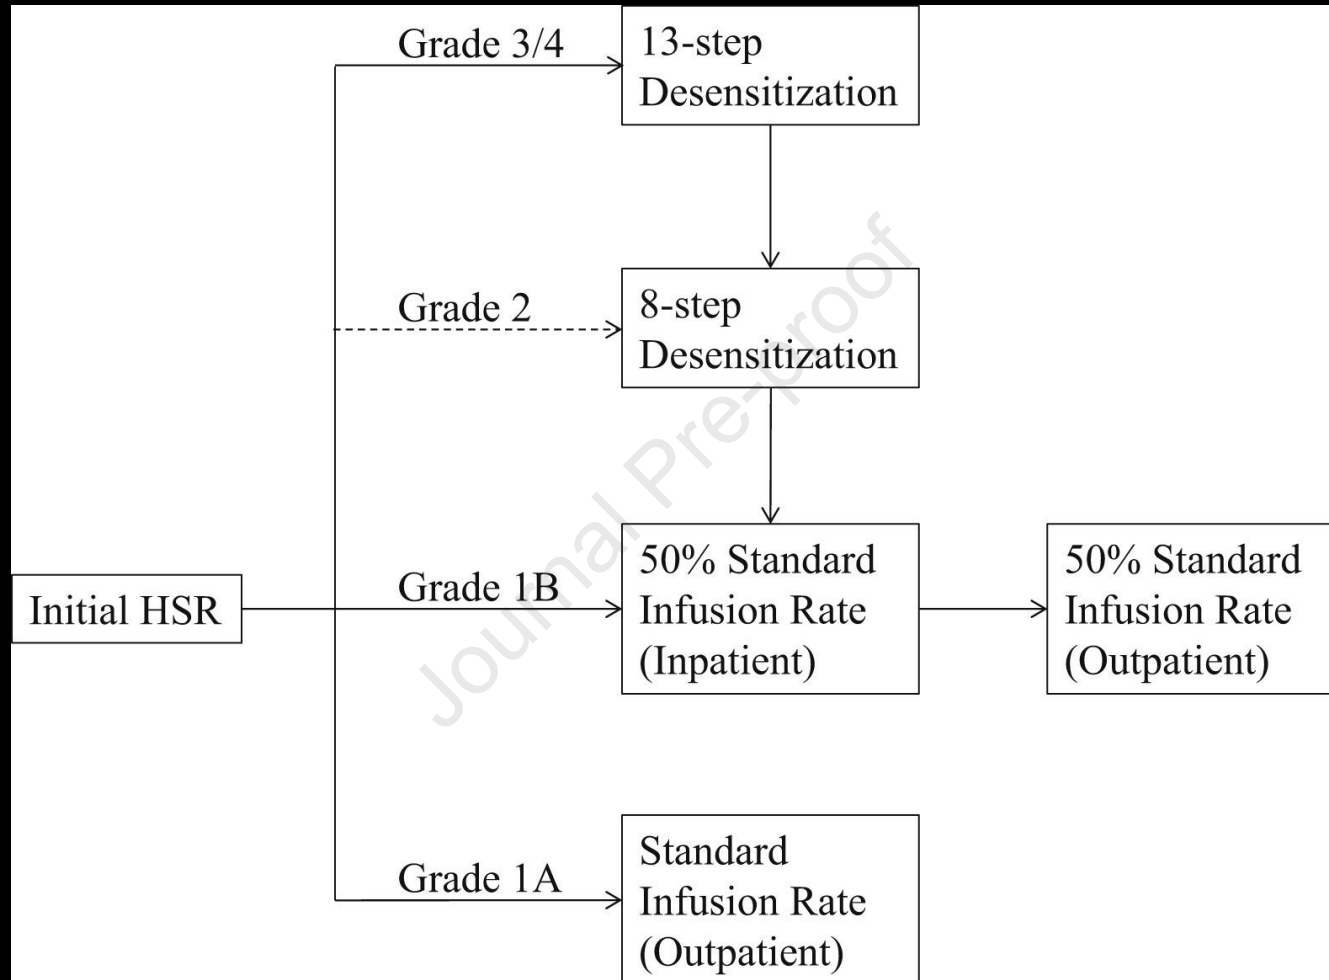 Grade 3/4
13-step
Desensitization
Grade 2
8-step
Desensitization
Initial HSR
Grade 1B
50% Standard
Infusion Rate
(Inpatient)
50% Standard
Infusion Rate
(Outpatient)
Grade 1A
Standard
Infusion Rate
(Outpatient)
Journal Pre-proof